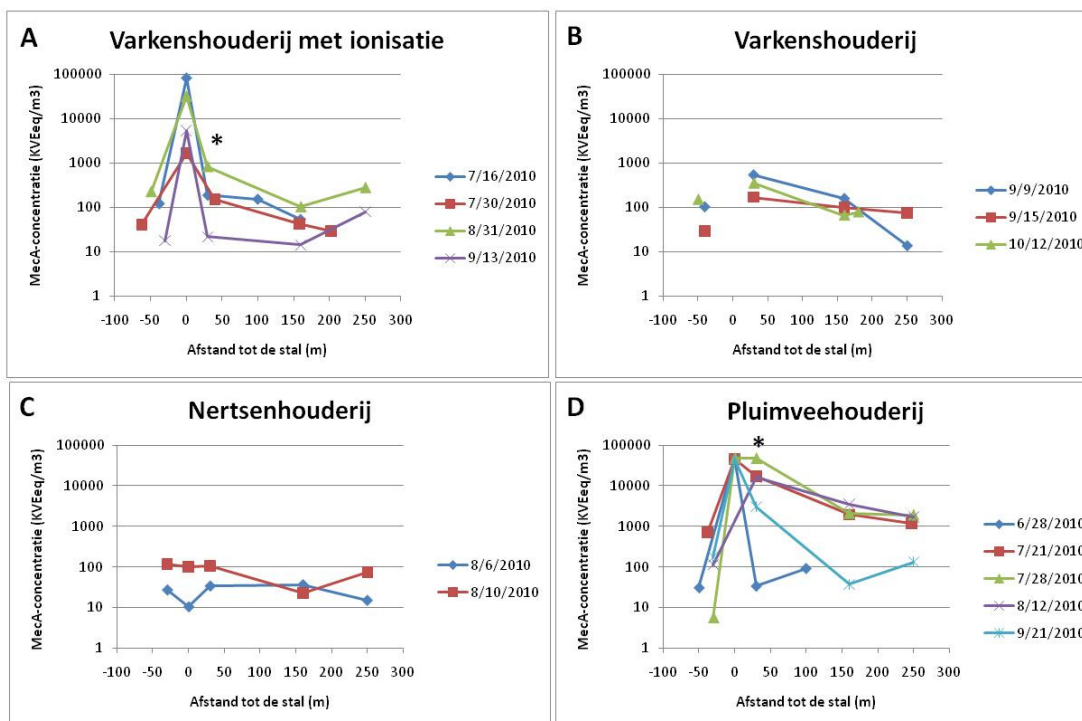 A
Varkenshouderij met ionisatie
MecA-concentratie (KVEeq/m3)
100000
10000
1000
100
10
1
*
-100 -50 0 50 100 150 200 250 300
Afstand tot de stal (m)
7/16/2010
7/30/2010
8/31/2010
9/13/2010
B
Varkenshouderij
MecA-concentratie (KVEeq/m3)
100000
10000
1000
100
10
1
-100 -50 0 50 100 150 200 250 300
Afstand tot de stal (m)
9/9/2010
9/15/2010
10/12/2010
C
Nertsenhouderij
MecA-concentratie (KVEeq/m3)
100000
10000
1000
100
10
1
-100 -50 0 50 100 150 200 250 300
Afstand tot de stal (m)
8/6/2010
8/10/2010
D
Pluimveehouderij
MecA-concentratie (KVEeq/m3)
100000
10000
1000
100
10
1
*
-100 -50 0 50 100 150 200 250 300
Afstand tot de stal (m)
6/28/2010
7/21/2010
7/28/2010
8/12/2010
9/21/2010